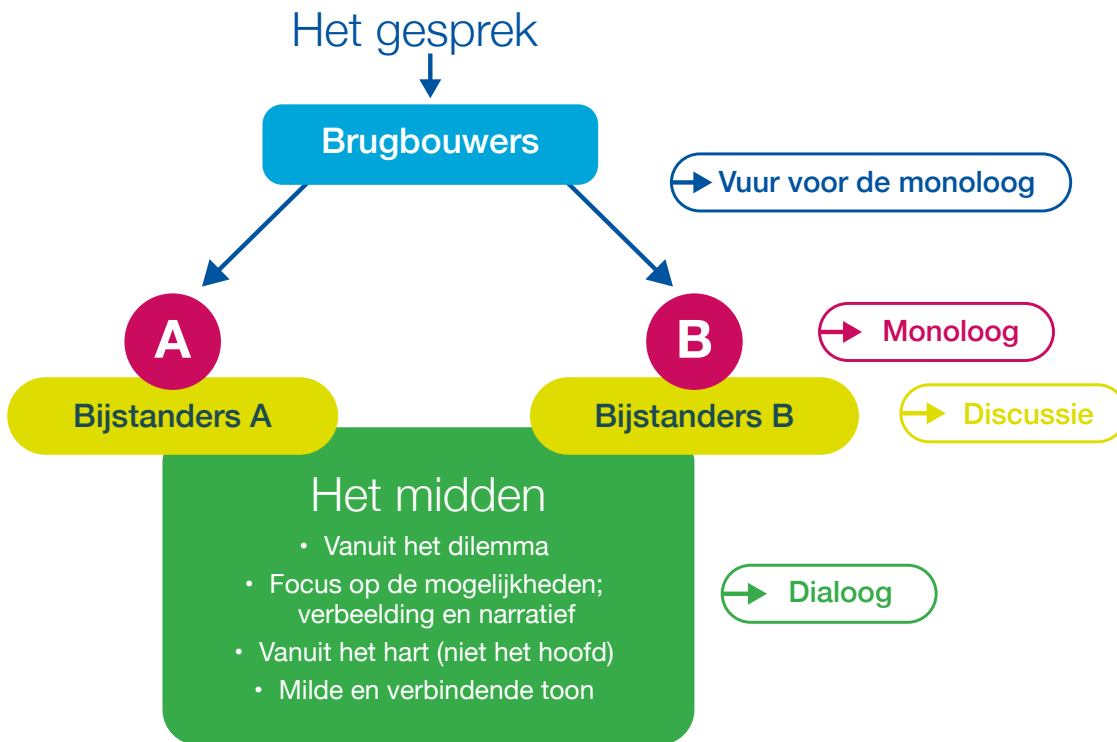 Het gesprek
Brugbouwers
Vuur voor de monoloog
A
B
Monoloog
Bijstanders A
Bijstanders B
Discussie
Het midden
• Vanuit het dilemma
• Focus op de mogelijkheden;
verbeelding en narratief
• Vanuit het hart (niet het hoofd)
• Milde en verbindende toon
Dialoog